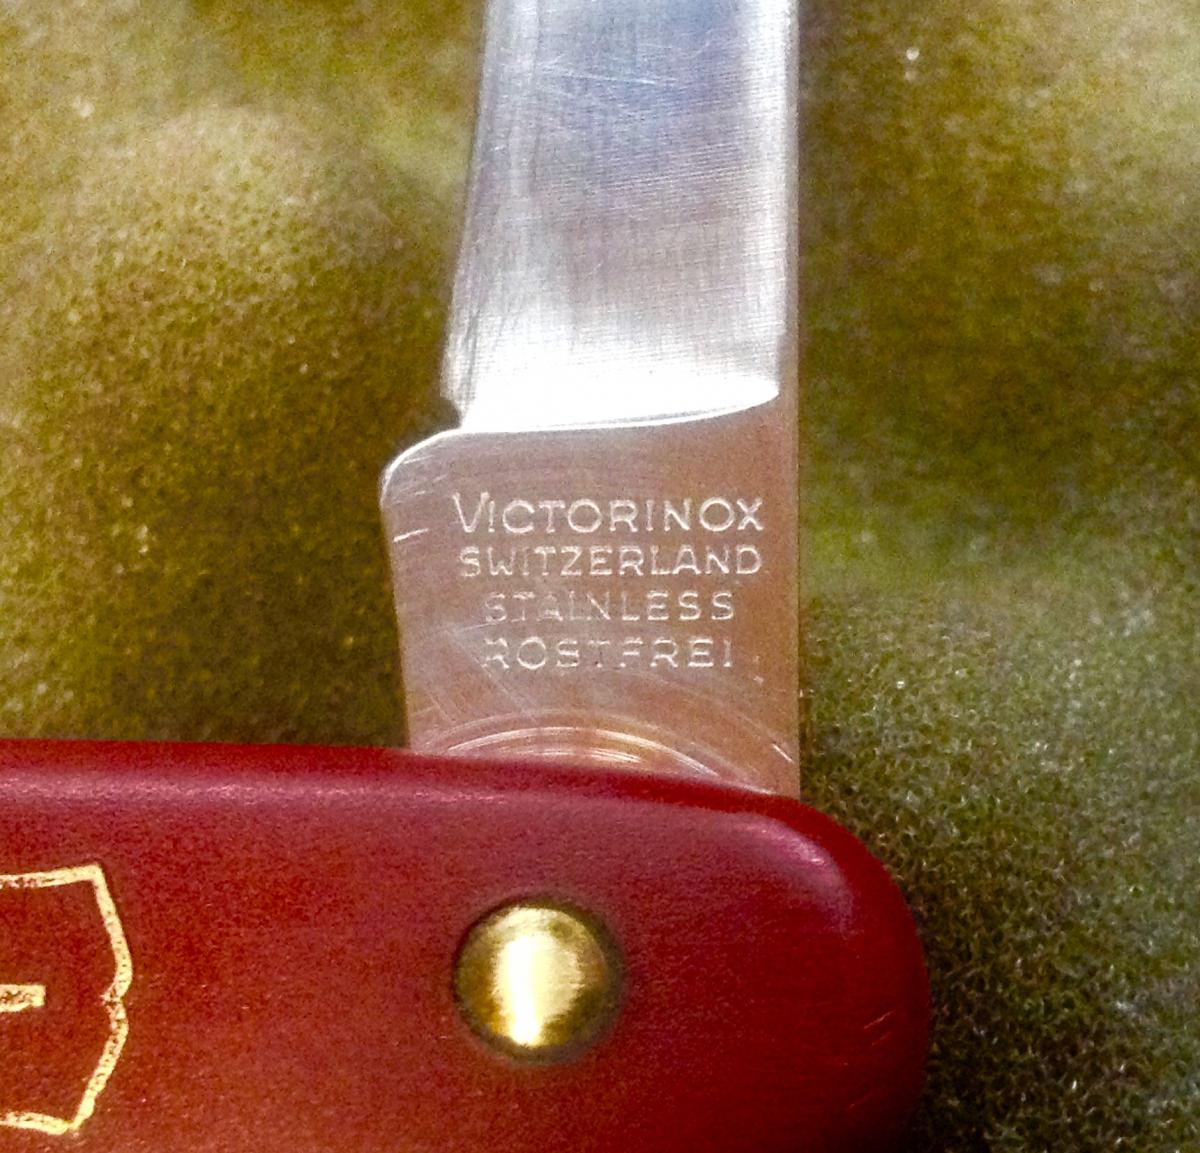 VICTORINOX
SWITZERLAND
STAINLESS
ROSTFREI